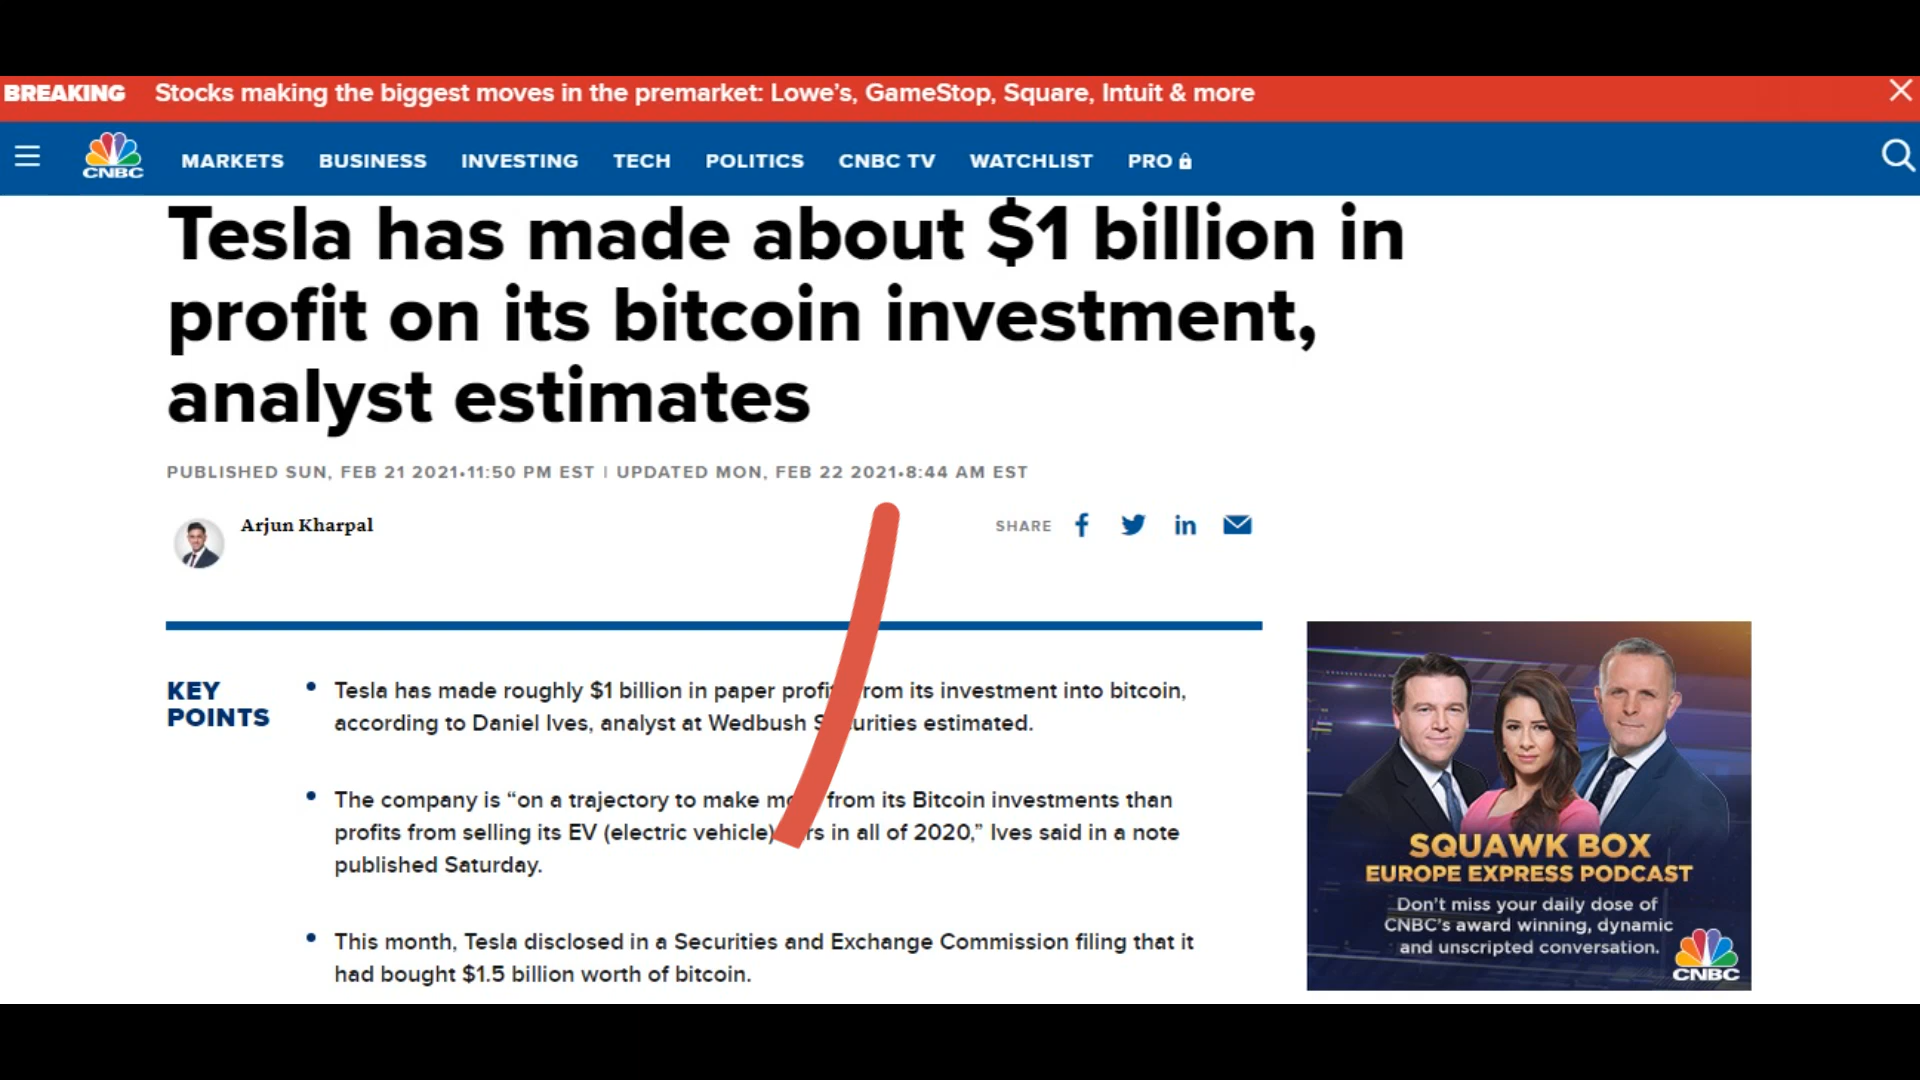 BREAKING Stocks making the biggest moves in the premarket: Lowe's, GameStop, Square, Intuit & more
CNBC MARKETS BUSINESS INVESTING TECH POLITICS CNBC TV WATCHLIST PRO
Tesla has made about $1 billion in
profit on its bitcoin investment,
analyst estimates
PUBLISHED SUN, FEB 21 2021•11:50 PM EST | UPDATED MON, FEB 22 2021•8:44 AM EST
Arjun Kharpal
SHARE
KEY
POINTS
• Tesla has made roughly $1 billion in paper from its investment into bitcoin,
according to Daniel Ives, analyst at Wedbush Securities estimated.
• The company is “on a trajectory to make from its Bitcoin investments than
profits from selling its EV (electric vehicle) in all of 2020,” Ives said in a note
published Saturday.
• This month, Tesla disclosed in a Securities and Exchange Commission filing that it
had bought $1.5 billion worth of bitcoin.
SQUAWK BOX
EUROPE EXPRESS PODCAST
Don't miss your daily dose of
CNBC's award winning, dynamic
and unscripted conversation.
CNBC